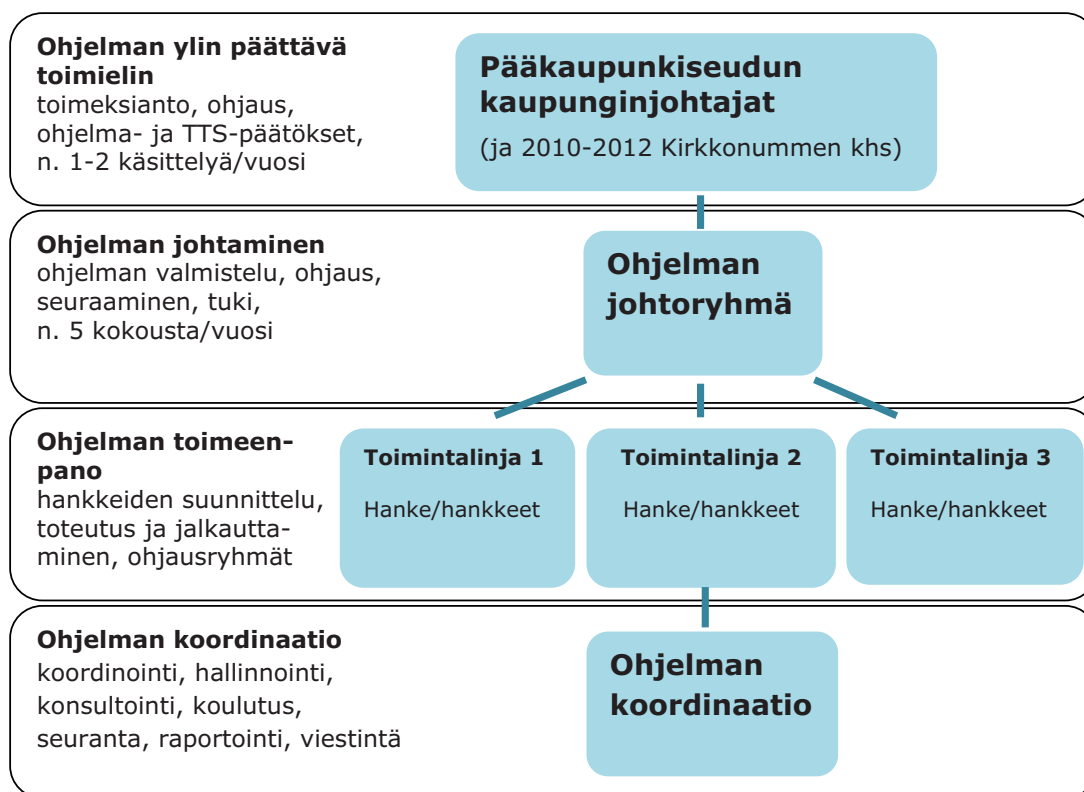 Ohjelman ylin päättävä
toimielin
toimeksianto, ohjaus,
ohjelma- ja TTS-päätökset,
n. 1-2 käsittelyä/vuosi
Pääkaupunkiseudun
kaupunginjohtajat
(ja 2010-2012 Kirkkonummen khs)
Ohjelman johtaminen
ohjelman valmistelu, ohjaus,
seuraaminen, tuki,
n. 5 kokousta/vuosi
Ohjelman
johtoryhmä
Ohjelman toimeen-
pano
hankkeiden suunnittelu,
toteutus ja jalkautta-
minen, ohjausryhmät
Toimintalinja 1
Hanke/hankkeet
Toimintalinja 2
Hanke/hankkeet
Toimintalinja 3
Hanke/hankkeet
Ohjelman koordinaatio
koordinointi, hallinnointi,
konsultointi, koulutus,
seuranta, raportointi, viestintä
Ohjelman
koordinaatio